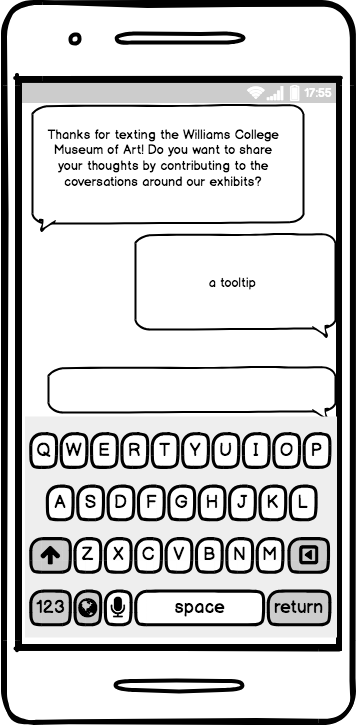 17:55
Thanks for texting the Williams College
Museum of Art! Do you want to share
your thoughts by contributing to the
coversations around our exhibits?
a tooltip
Q W E R T Y U I O P
A S D F G H J K L
Z X C V B N M
123 space return